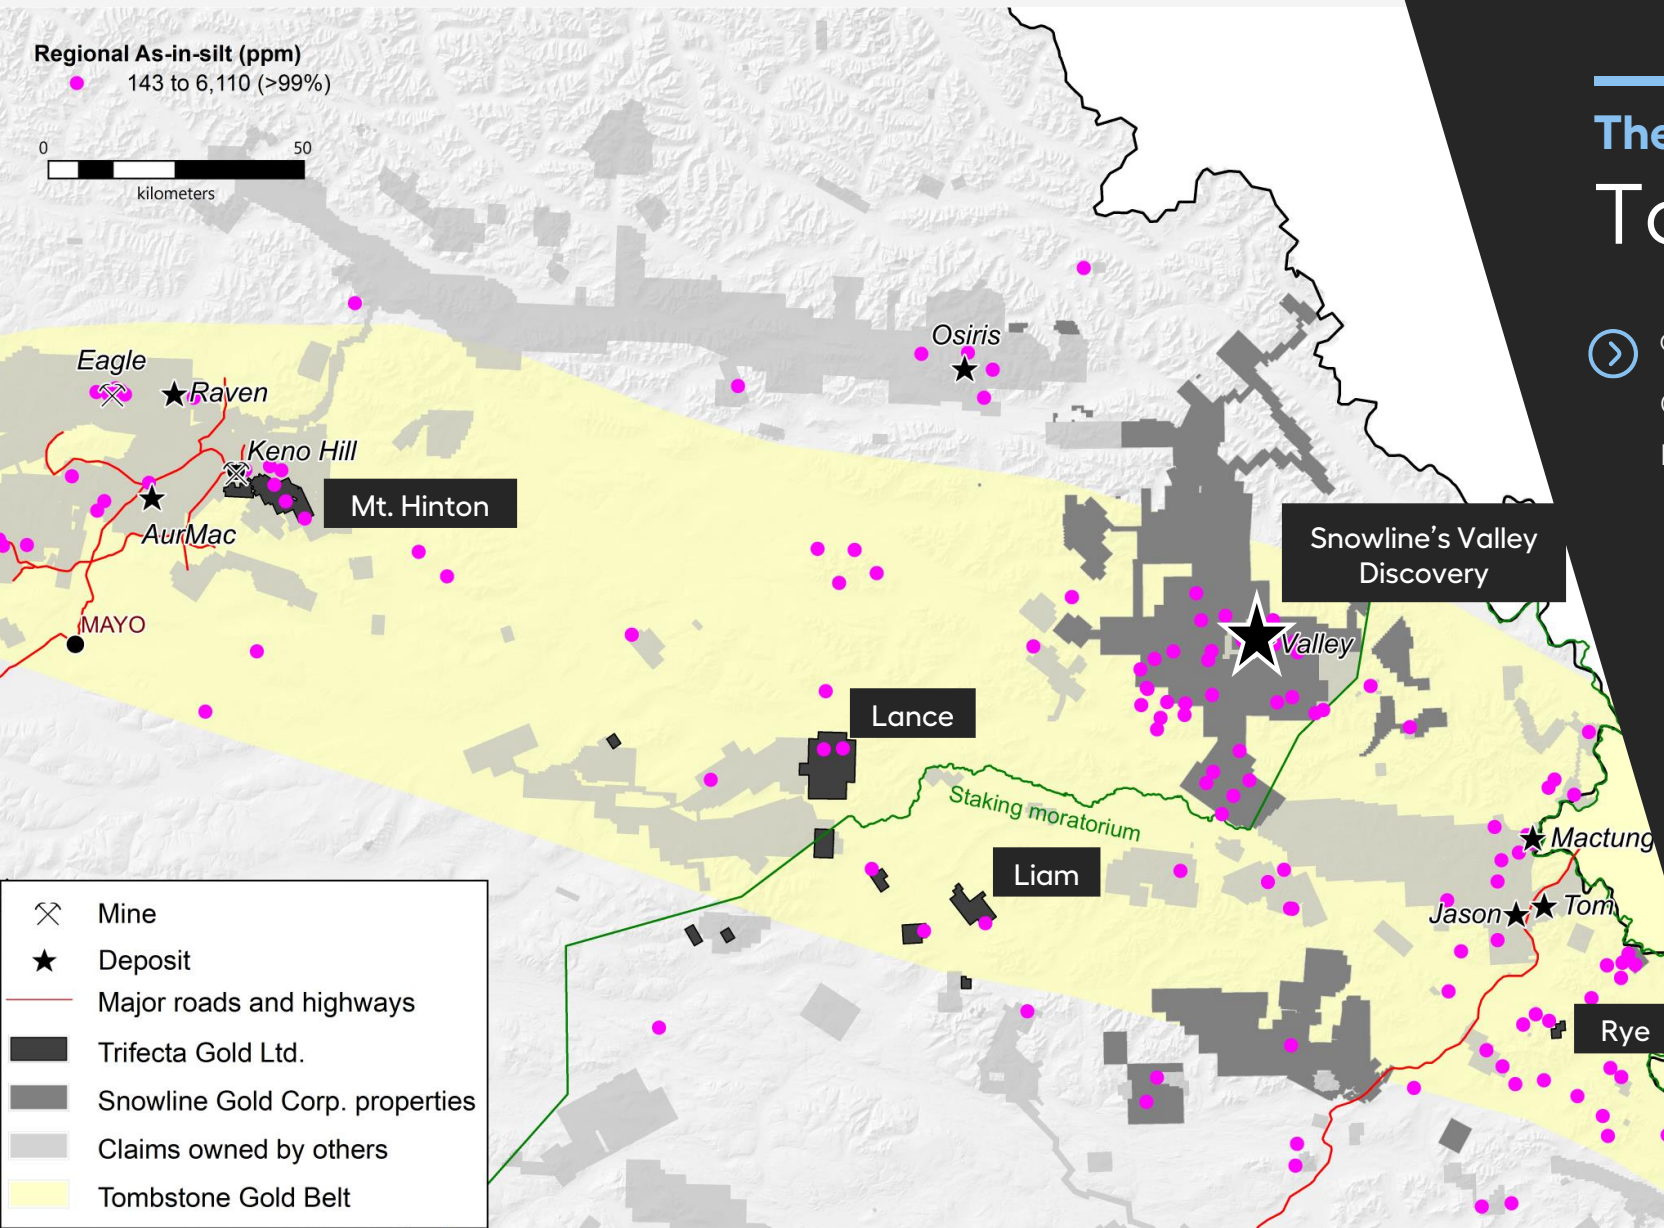 Regional As-in-silt (ppm)
143 to 6,110 (>99%)
0 50
kilometers
The
Osiris
Eagle
Raven
Keno Hill
Mt. Hinton
AurMac
MAYO
Snowline's Valley
Discovery
Valley
Lance
Staking moratorium
Liam
Mactung
Jason
Tom
Rye
Mine
Deposit
Major roads and highways
Trifecta Gold Ltd.
Snowline Gold Corp. properties
Claims owned by others
Tombstone Gold Belt